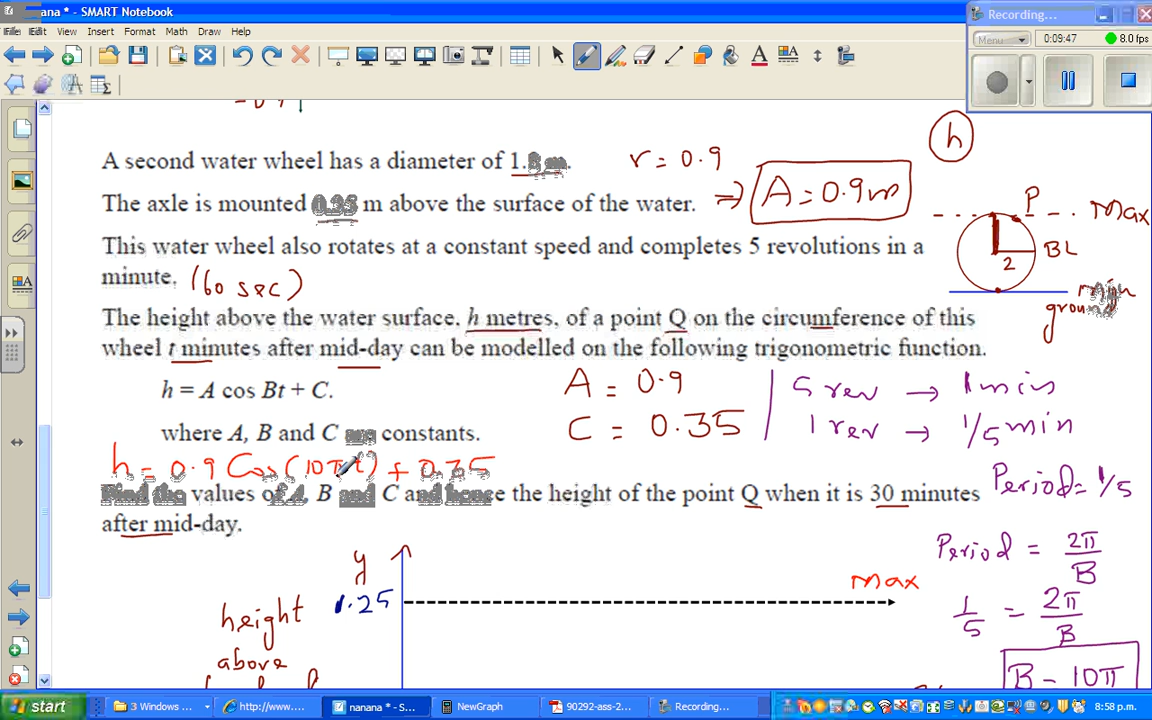 nanana * - SMART Notebook
File Edit View Insert Format Math Draw Help
Recording...
Menu 0:09:47 8.0 fps
-0.9
h
A second water wheel has a diameter of 1.8 m. r = 0.9
⇒ A = 0.9m
The axle is mounted 0.35 m above the surface of the water.
P
Max
This water wheel also rotates at a constant speed and completes 5 revolutions in a
minute. (60 sec)
2 BL
min
ground
The height above the water surface, h metres, of a point Q on the circumference of this
wheel t minutes after mid-day can be modelled on the following trigonometric function.
h = A cos Bt + C.
A = 0.9
5 rev → 1 min
where A, B and C are constants.
C = 0.35
1 rev → 1/5 min
h = 0.9 Cos (10πt) + 0.35
Period = 1/5
Find the values of A, B and C and hence the height of the point Q when it is 30 minutes
after mid-day.
Period = 2π/B
y
max
1.25
1/5 = 2π/B
height
above
B = 10π
start
3 Windows ...
http://www....
nanana * - S...
NewGraph
90292-ass-2...
Recording...
8:58 p.m.